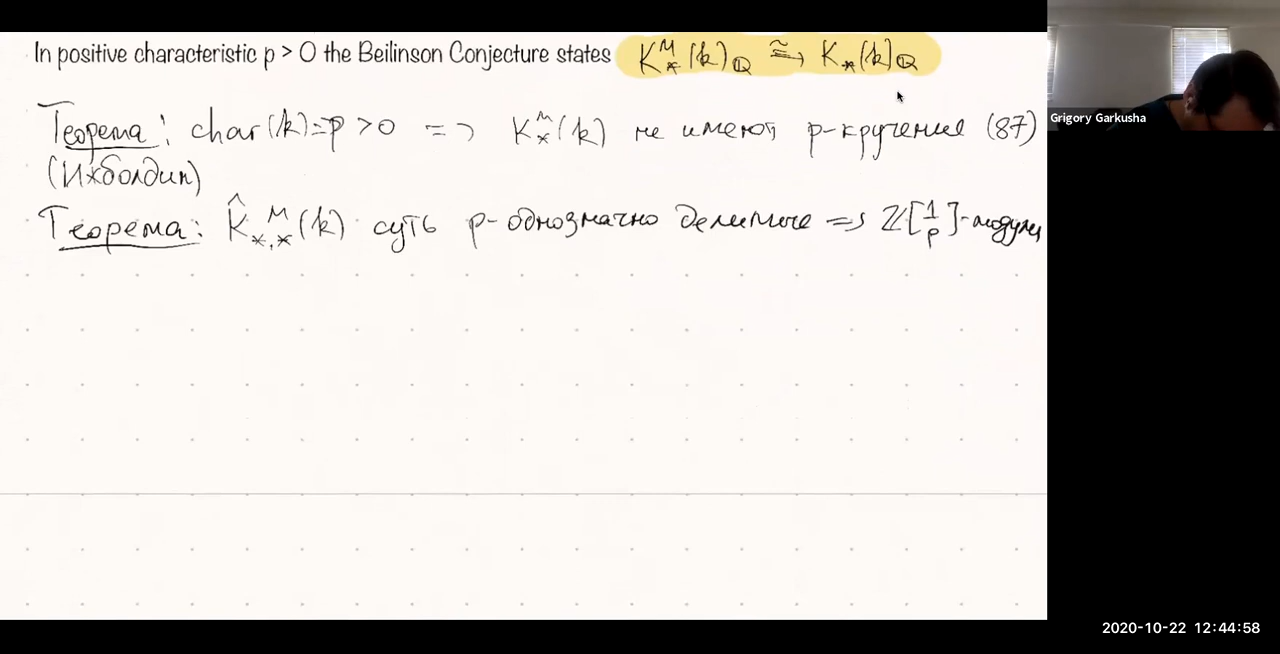 In positive characteristic p > 0 the Beilinson Conjecture states K^M_*(k)_ℚ ≅→ K_*(k)_ℚ
Grigory Garkusha
Теорема: char(k)=p>0 => K^M_*(k) не имеют p-кручения (87)
(Ижболдин)
Теорема: K̂^M_{*,*}(k) суть p-однозначно делимые => ℤ[1/p]-модули
2020-10-22 12:44:58